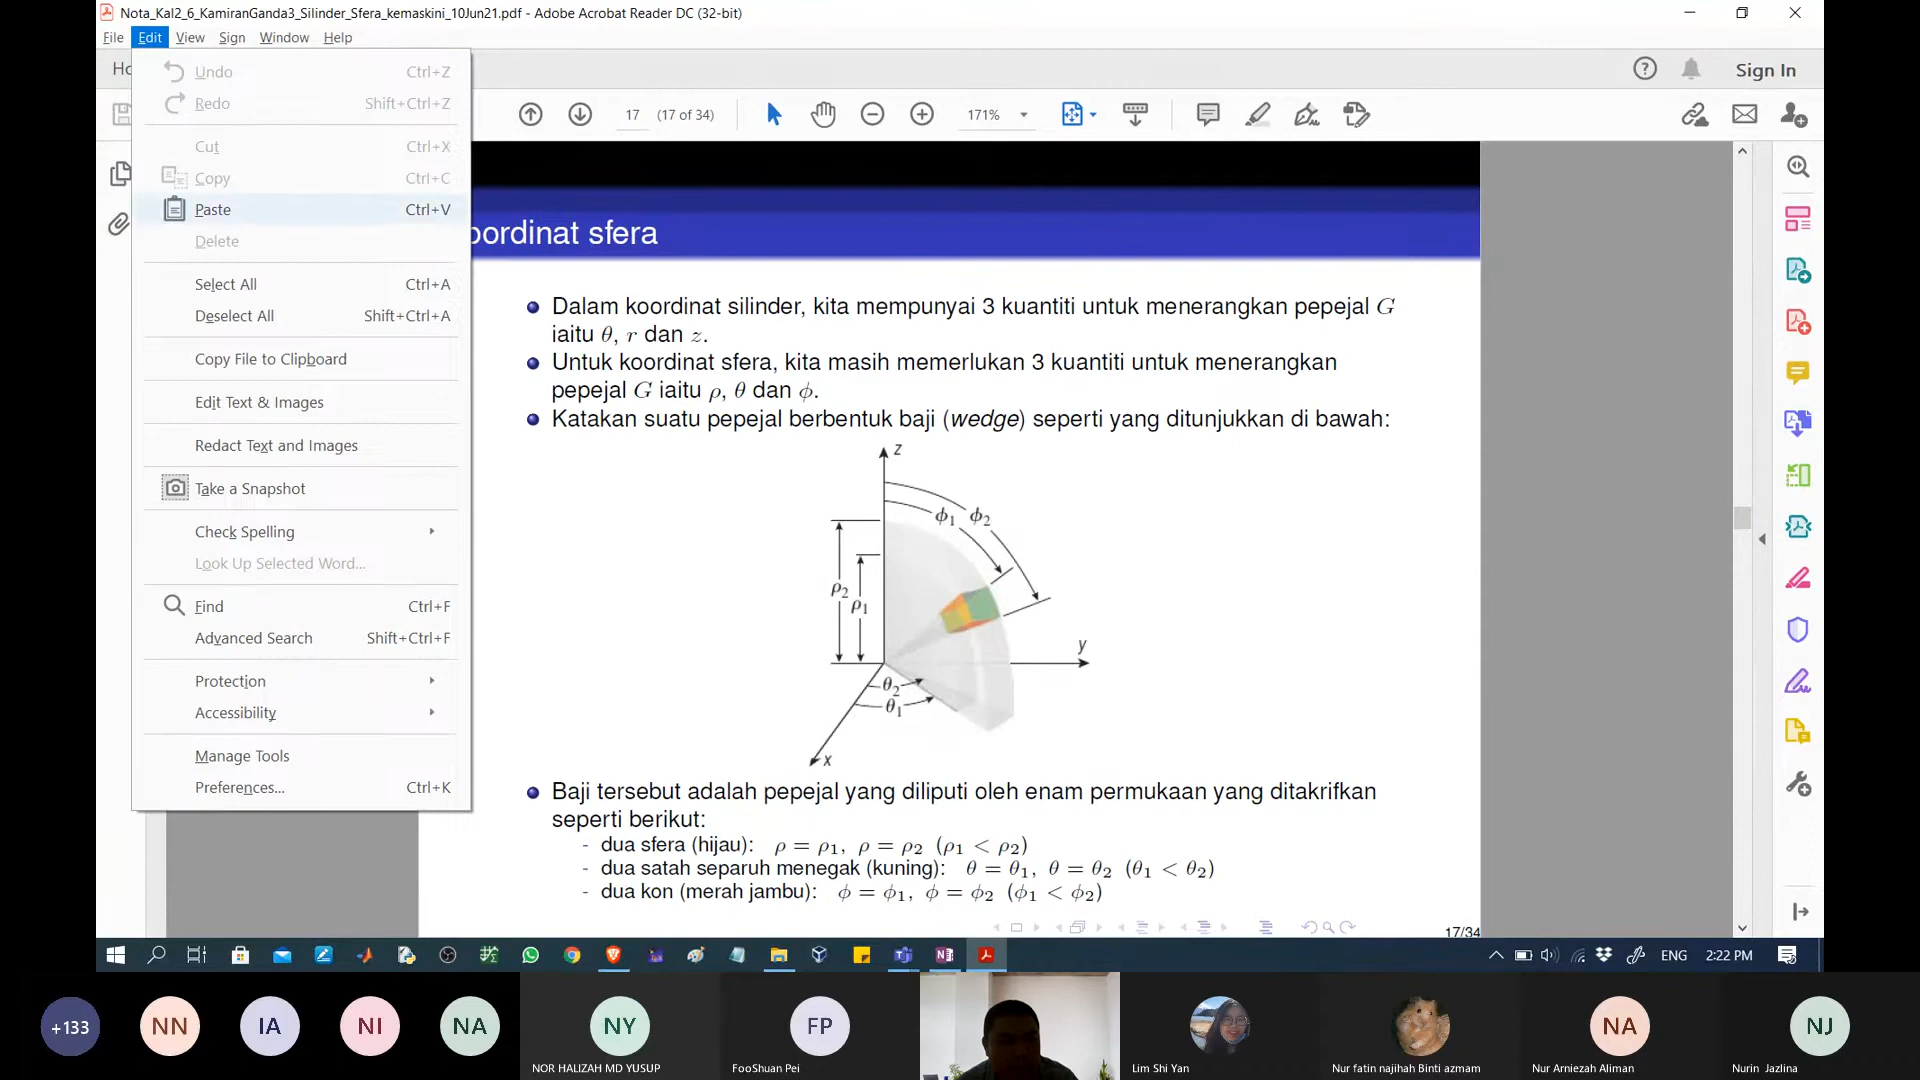 Nota_Kal2_6_KamiranGanda3_Silinder_Sfera_kemaskini_10Jun21.pdf - Adobe Acrobat Reader DC (32-bit)
File Edit View Sign Window Help
Ho
Sign In
17 (17 of 34)
171%
Undo Ctrl+Z
Redo Shift+Ctrl+Z
Cut Ctrl+X
Copy Ctrl+C
Paste Ctrl+V
Delete
Select All Ctrl+A
Deselect All Shift+Ctrl+A
Copy File to Clipboard
Edit Text & Images
Redact Text and Images
Take a Snapshot
Check Spelling
Look Up Selected Word...
Find Ctrl+F
Advanced Search Shift+Ctrl+F
Protection
Accessibility
Manage Tools
Preferences... Ctrl+K
oordinat sfera
Dalam koordinat silinder, kita mempunyai 3 kuantiti untuk menerangkan pepejal G
iaitu θ, r dan z.
Untuk koordinat sfera, kita masih memerlukan 3 kuantiti untuk menerangkan
pepejal G iaitu ρ, θ dan ϕ.
Katakan suatu pepejal berbentuk baji (wedge) seperti yang ditunjukkan di bawah:
z
ϕ₁ ϕ₂
ρ₂ ρ₁
y
θ₂
θ₁
x
Baji tersebut adalah pepejal yang diliputi oleh enam permukaan yang ditakrifkan
seperti berikut:
- dua sfera (hijau): ρ = ρ₁, ρ = ρ₂ (ρ₁ < ρ₂)
- dua satah separuh menegak (kuning): θ = θ₁, θ = θ₂ (θ₁ < θ₂)
- dua kon (merah jambu): ϕ = ϕ₁, ϕ = ϕ₂ (ϕ₁ < ϕ₂)
17/34
ENG 2:22 PM
+133 NN IA NI NA NY FP NA NJ
NOR HALIZAH MD YUSUP FooShuan Pei Lim Shi Yan Nur fatin najihah Binti azmam Nur Arniezah Aliman Nurin Jazlina